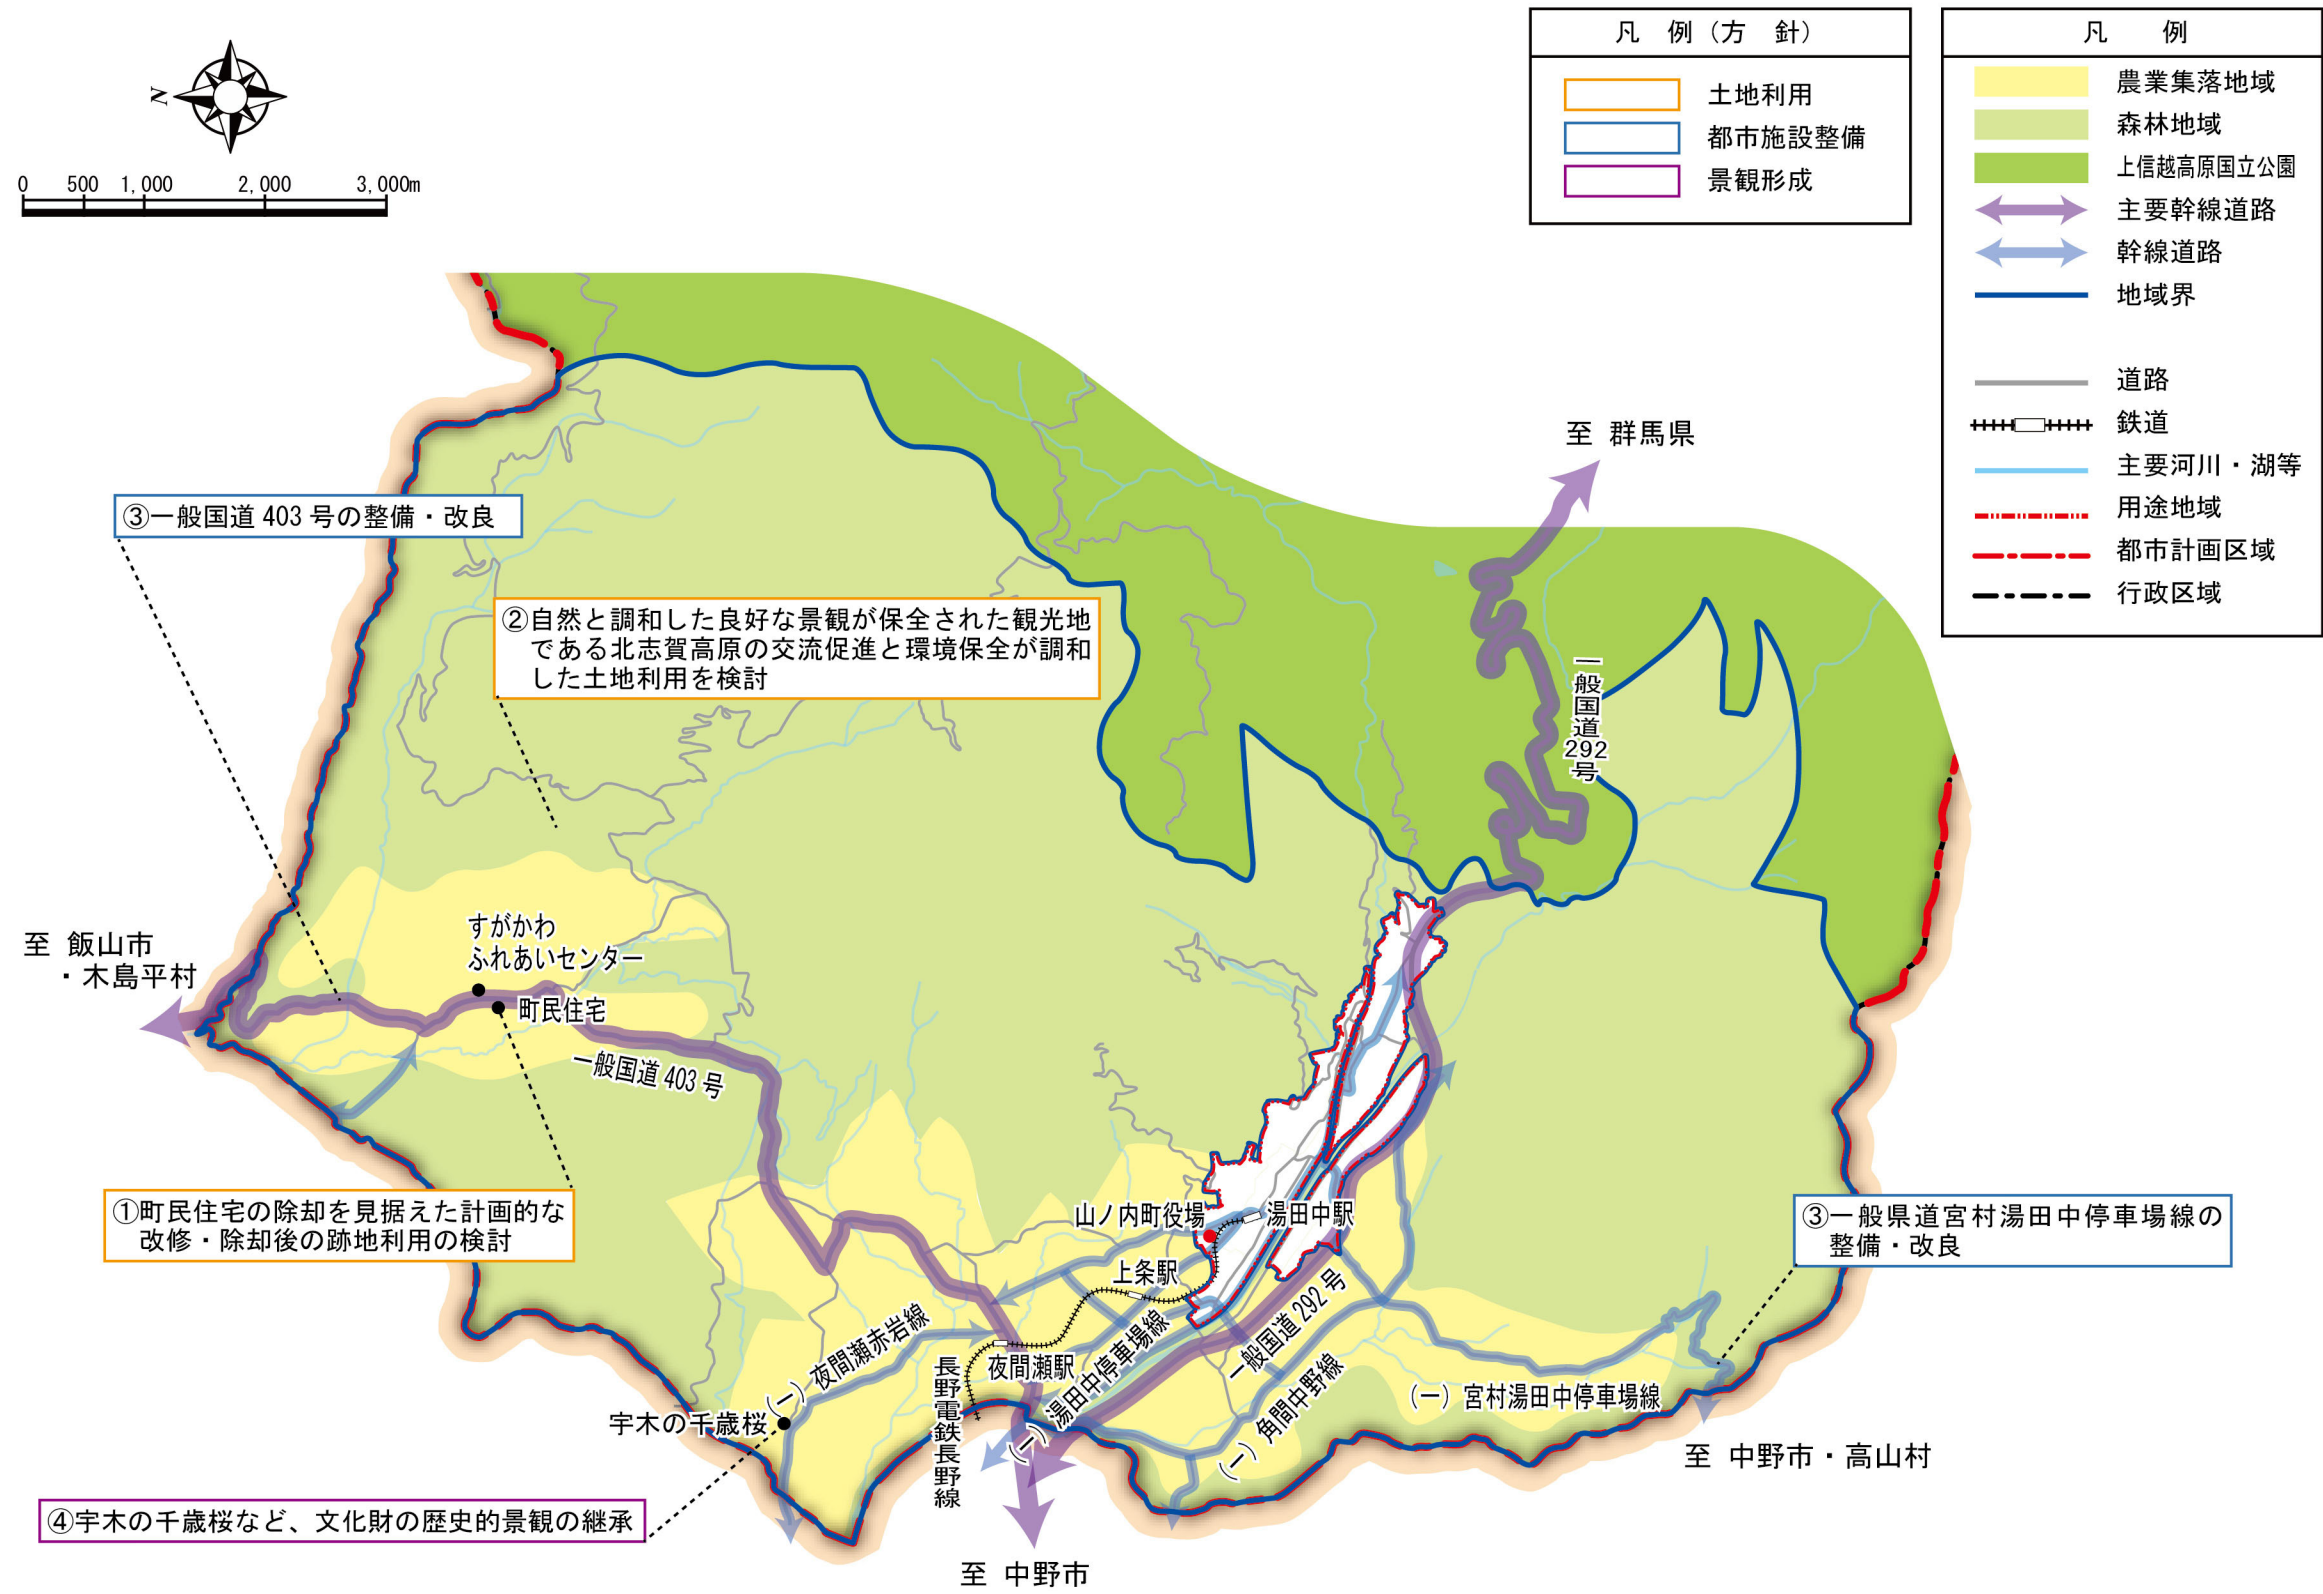 N
0 500 1,000 2,000 3,000m
凡 例（方 針）
土地利用
都市施設整備
景観形成
凡 例
農業集落地域
森林地域
上信越高原国立公園
主要幹線道路
幹線道路
地域界
道路
鉄道
主要河川・湖等
用途地域
都市計画区域
行政区域
至 群馬県
③一般国道 403 号の整備・改良
②自然と調和した良好な景観が保全された観光地
である北志賀高原の交流促進と環境保全が調和
した土地利用を検討
一般国道292号
至 飯山市
・木島平村
すがかわ
ふれあいセンター
町民住宅
一般国道 403 号
①町民住宅の除却を見据えた計画的な
改修・除却後の跡地利用の検討
山ノ内町役場
湯田中駅
上条駅
③一般県道宮村湯田中停車場線の
整備・改良
(一) 夜間瀬赤岩線
夜間瀬駅
長野電鉄長野線
(一) 湯田中停車場線
一般国道 292 号
(一) 角間中野線
(一) 宮村湯田中停車場線
宇木の千歳桜
至 中野市・高山村
④宇木の千歳桜など、文化財の歴史的景観の継承
至 中野市